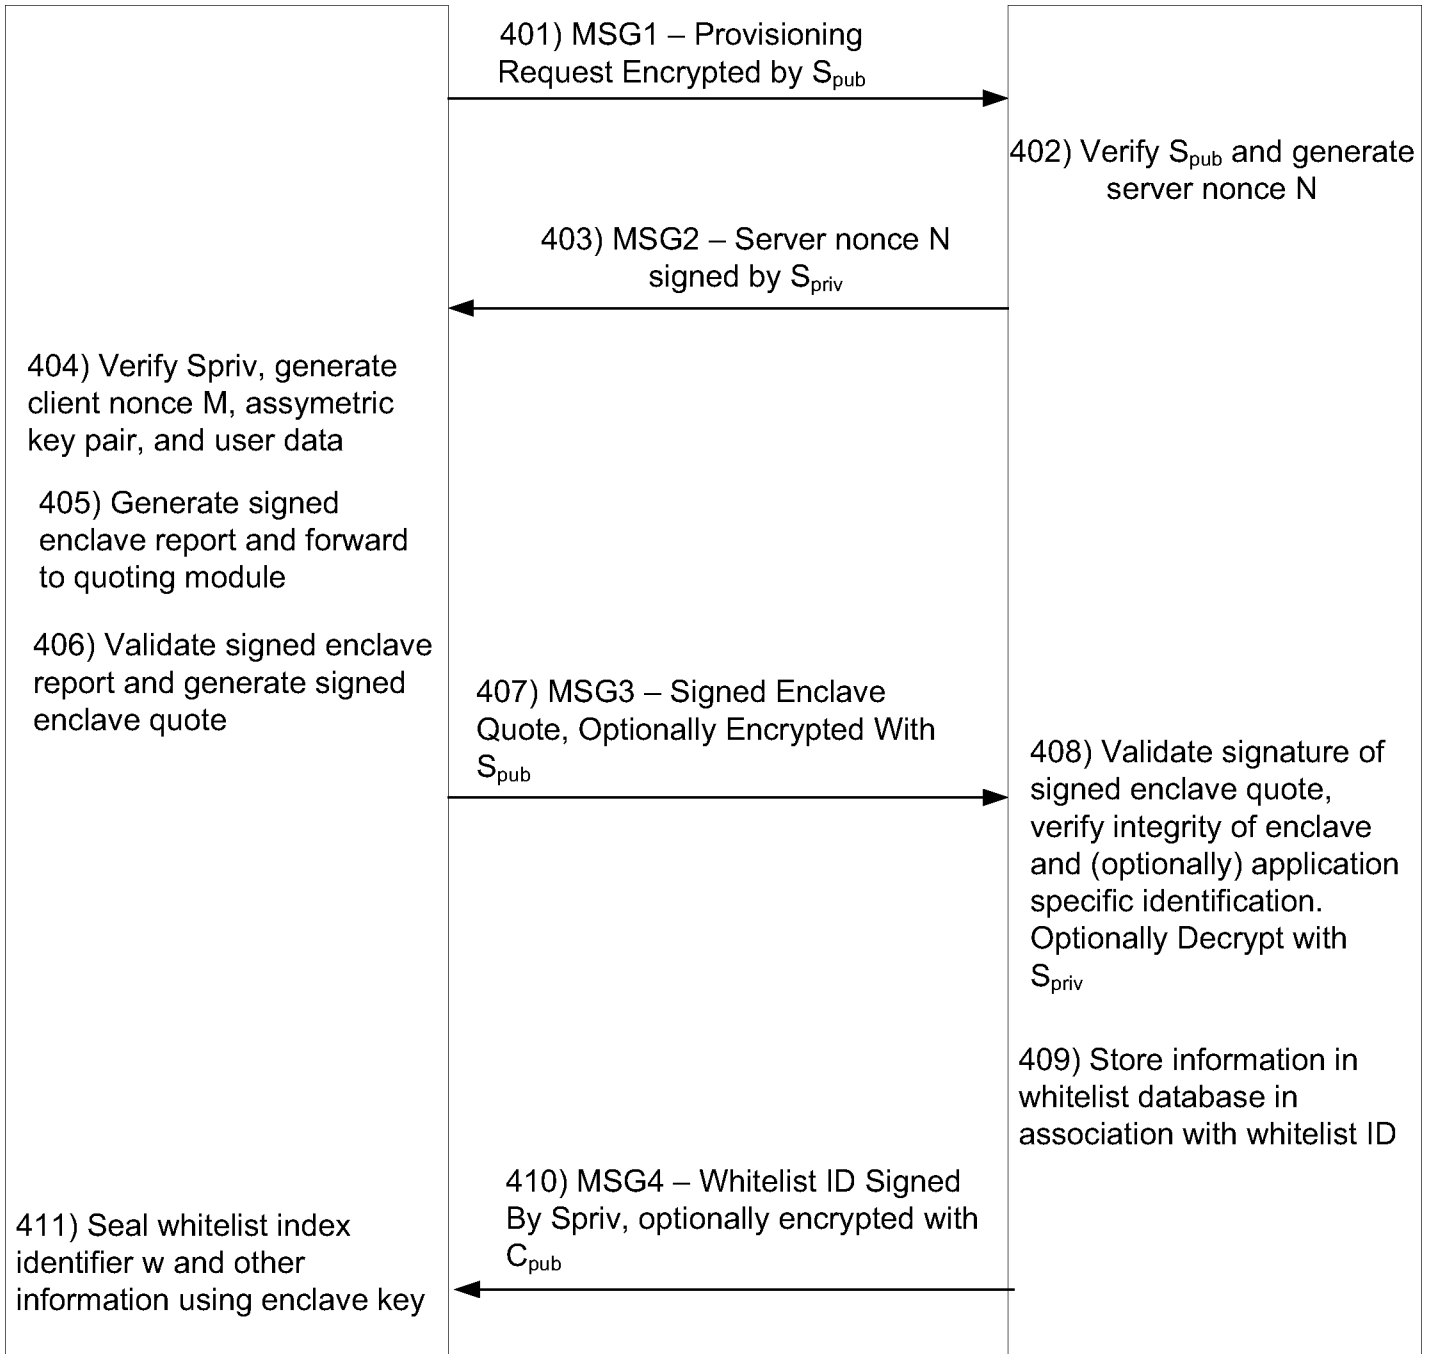 401) MSG1 – Provisioning
Request Encrypted by Spub
402) Verify Spub and generate
server nonce N
403) MSG2 – Server nonce N
signed by Spriv
404) Verify Spriv, generate
client nonce M, assymetric
key pair, and user data
405) Generate signed
enclave report and forward
to quoting module
406) Validate signed enclave
report and generate signed
enclave quote
407) MSG3 – Signed Enclave
Quote, Optionally Encrypted With
Spub
408) Validate signature of
signed enclave quote,
verify integrity of enclave
and (optionally) application
specific identification.
Optionally Decrypt with
Spriv
409) Store information in
whitelist database in
association with whitelist ID
410) MSG4 – Whitelist ID Signed
By Spriv, optionally encrypted with
Cpub
411) Seal whitelist index
identifier w and other
information using enclave key